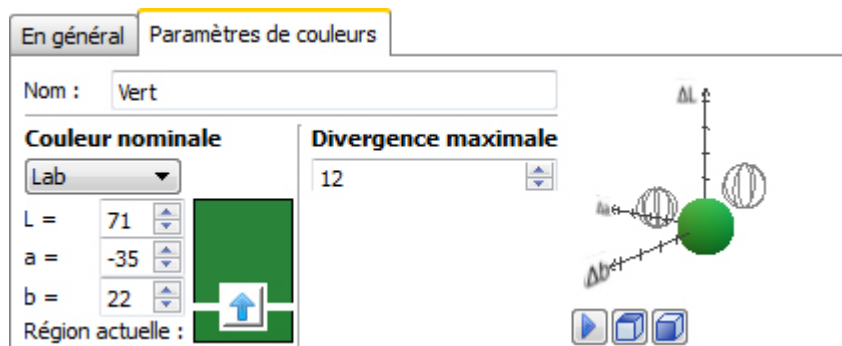 En général Paramètres de couleurs
Nom : Vert
Couleur nominale Divergence maximale
Lab 12
L = 71
a = -35
b = 22
Région actuelle :
ΔL
Δa
Δb